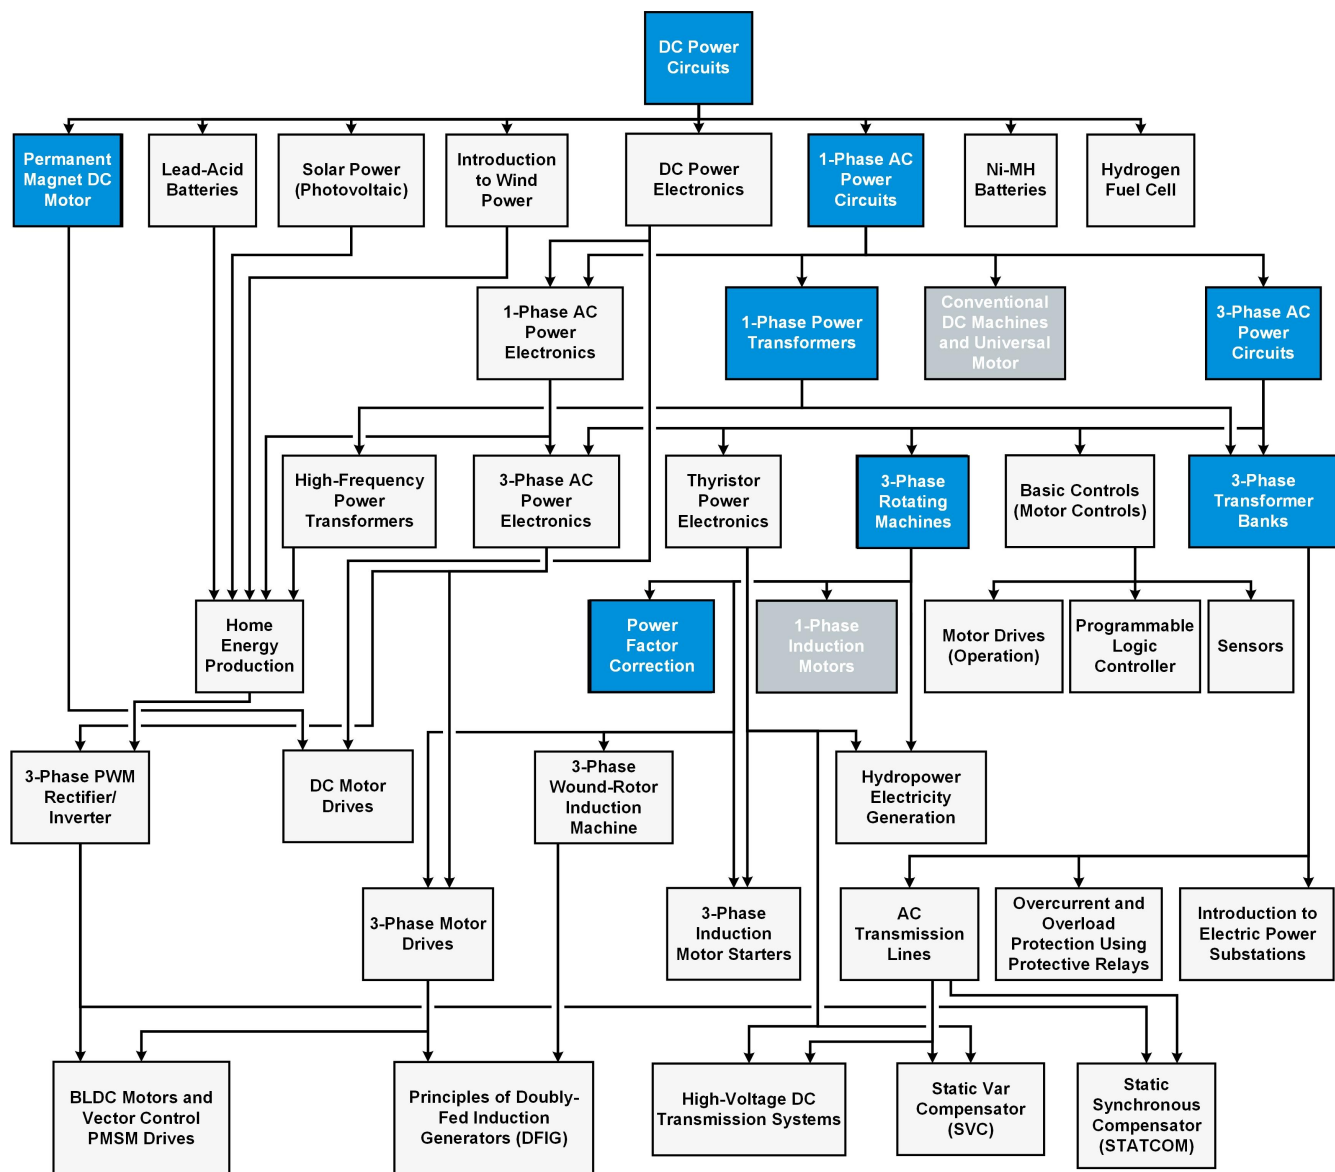 DC Power
Circuits
Permanent
Magnet DC
Motor
Lead-Acid
Batteries
Solar Power
(Photovoltaic)
Introduction
to Wind
Power
DC Power
Electronics
1-Phase AC
Power
Circuits
Ni-MH
Batteries
Hydrogen
Fuel Cell
1-Phase AC
Power
Electronics
1-Phase Power
Transformers
Conventional
DC Machines
and Universal
Motor
3-Phase AC
Power
Circuits
High-Frequency
Power
Transformers
3-Phase AC
Power
Electronics
Thyristor
Power
Electronics
3-Phase
Rotating
Machines
Basic Controls
(Motor Controls)
3-Phase
Transformer
Banks
Home
Energy
Production
Power
Factor
Correction
1-Phase
Induction
Motors
Motor Drives
(Operation)
Programmable
Logic
Controller
Sensors
3-Phase PWM
Rectifier/
Inverter
DC Motor
Drives
3-Phase
Wound-Rotor
Induction
Machine
Hydropower
Electricity
Generation
3-Phase Motor
Drives
3-Phase
Induction
Motor Starters
AC
Transmission
Lines
Overcurrent and
Overload
Protection Using
Protective Relays
Introduction to
Electric Power
Substations
BLDC Motors and
Vector Control
PMSM Drives
Principles of Doubly-
Fed Induction
Generators (DFIG)
High-Voltage DC
Transmission Systems
Static Var
Compensator
(SVC)
Static
Synchronous
Compensator
(STATCOM)